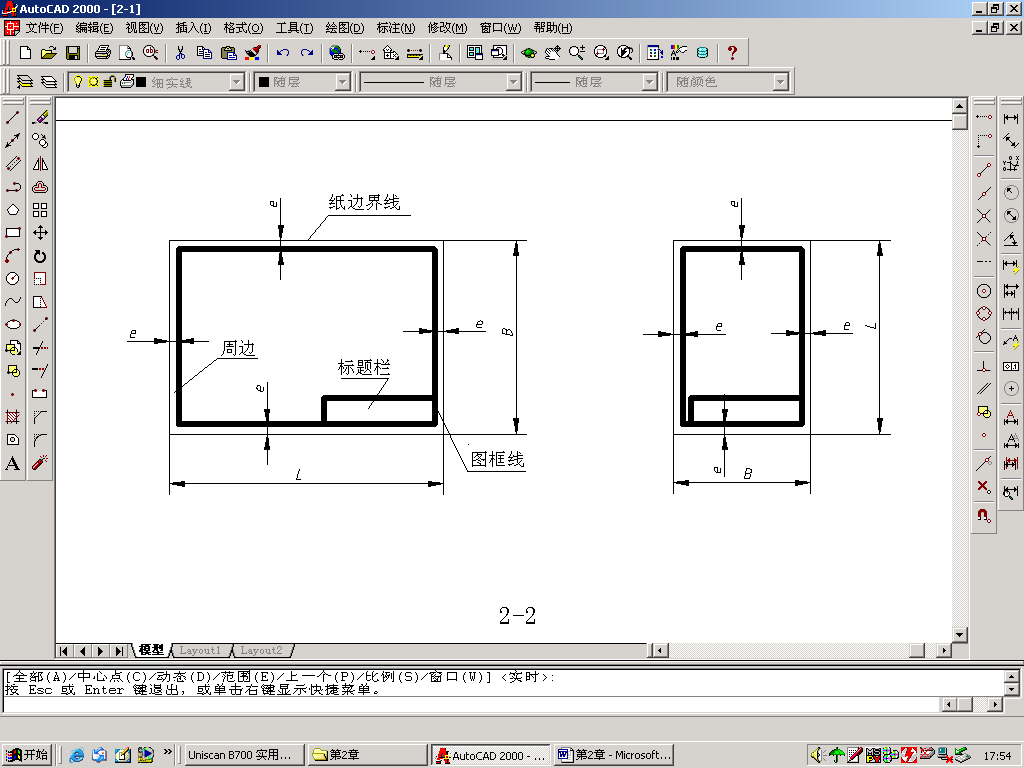 AutoCAD 2000 - [2-1]
文件(F) 编辑(E) 视图(V) 插入(I) 格式(O) 工具(T) 绘图(D) 标注(N) 修改(M) 窗口(W) 帮助(H)
细实线 随层 随层 随层 随颜色
e 纸边界线 e
e e B e e L
周边
标题栏
e
图框线
L e B
2-2
模型 Layout1 Layout2
[全部(A)/中心点(C)/动态(D)/范围(E)/上一个(P)/比例(S)/窗口(W)] <实时>:
按 Esc 或 Enter 键退出，或单击右键显示快捷菜单。
开始 Uniscan B700 实用... 第2章 AutoCAD 2000 - ... 第2章 - Microsoft... 17:54